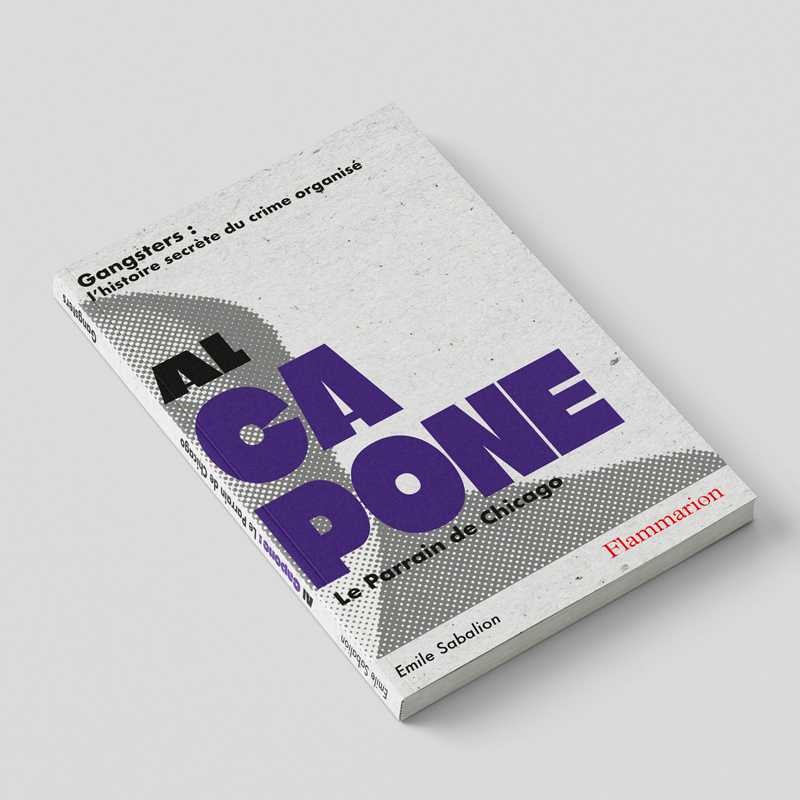 Gangsters :
l'histoire secrète du crime organisé
AL
CA
PONE
Le Parrain de Chicago
Emile Sabalion
Flammarion
Gangsters
Al Capone : Le Parrain de Chicago
Emile Sabalion